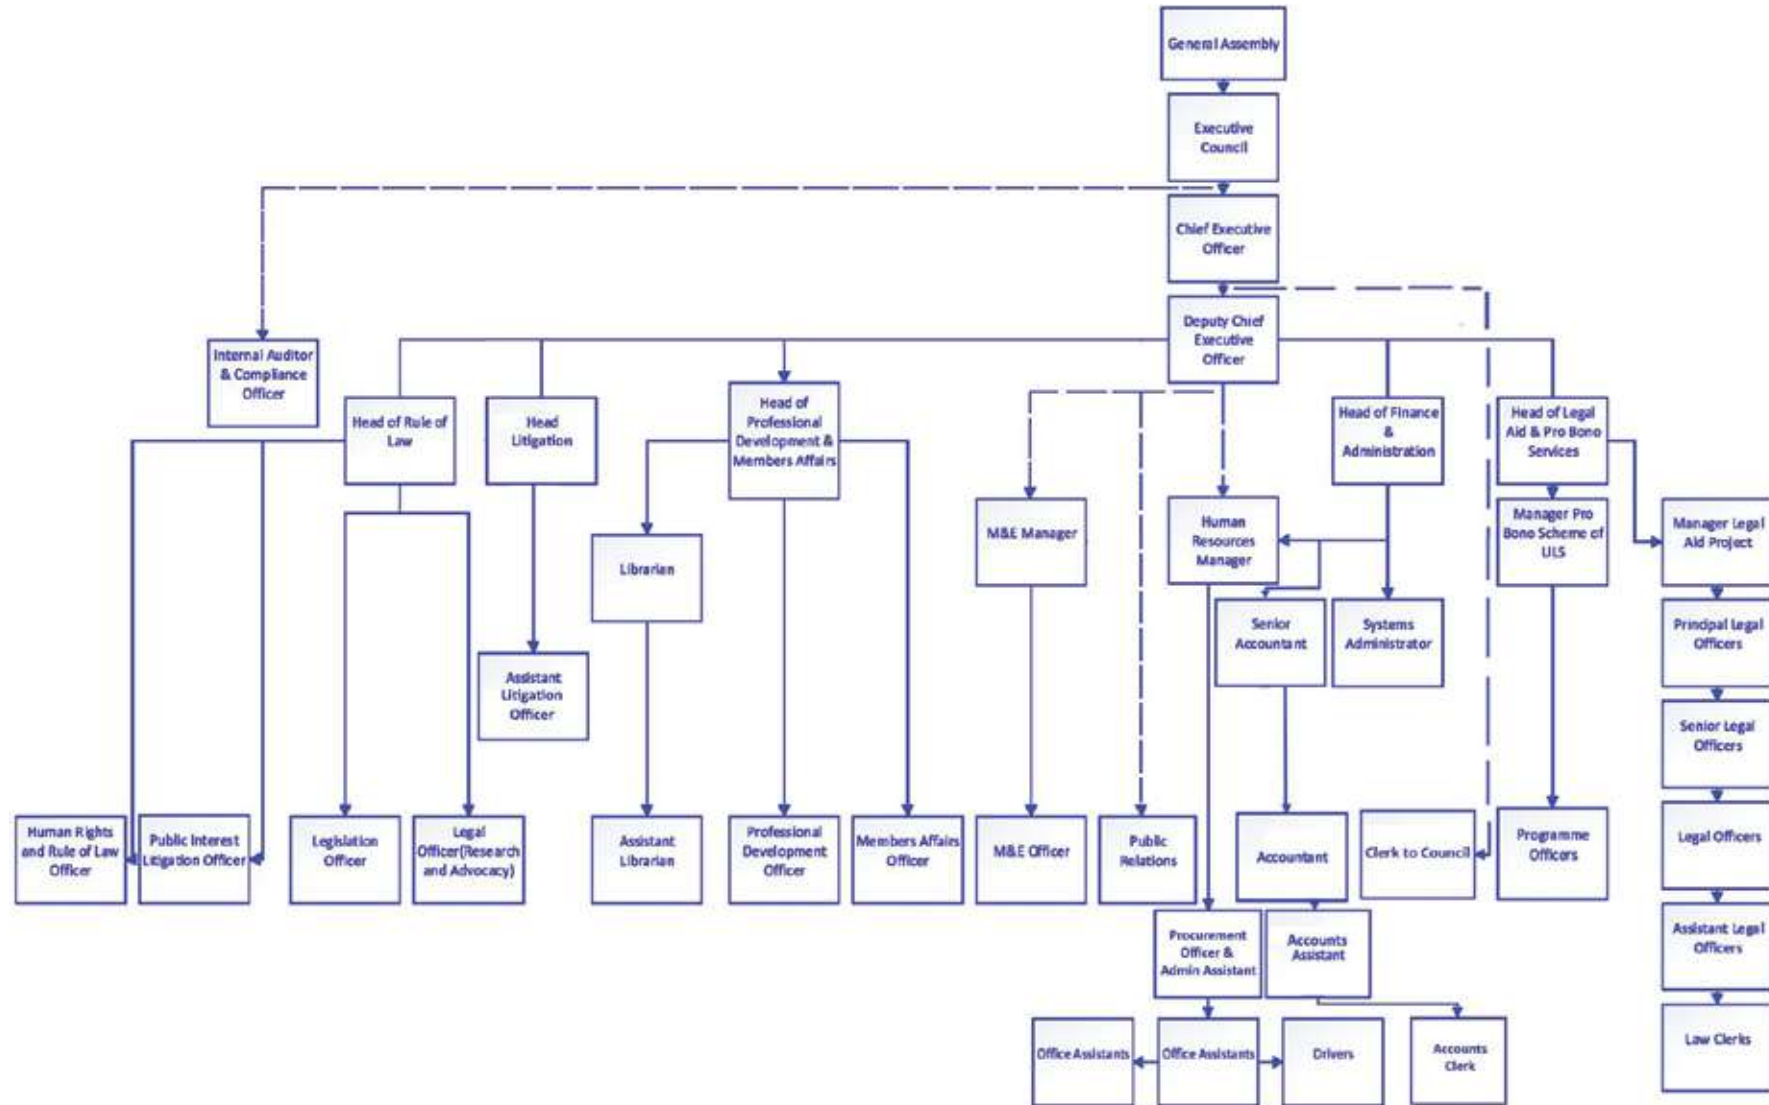 General Assembly
Executive
Council
Chief Executive
Officer
Deputy Chief
Executive
Officer
Internal Auditor
& Compliance
Officer
Head of Rule of
Law
Head
Litigation
Head of
Professional
Development &
Members Affairs
Head of Finance
&
Administration
Head of Legal
Aid & Pro Bono
Services
M&E Manager
Human
Resources
Manager
Manager Pro
Bono Scheme of
ULS
Manager Legal
Aid Project
Librarian
Senior
Accountant
Systems
Administrator
Principal Legal
Officers
Assistant
Litigation
Officer
Senior Legal
Officers
Human Rights
and Rule of Law
Officer
Public Interest
Litigation Officer
Legislation
Officer
Legal
Officer(Research
and Advocacy)
Assistant
Librarian
Professional
Development
Officer
Members Affairs
Officer
M&E Officer
Public
Relations
Accountant
Clerk to Council
Programme
Officers
Legal Officers
Procurement
Officer &
Admin Assistant
Accounts
Assistant
Assistant Legal
Officers
Office Assistants
Office Assistants
Drivers
Accounts
Clerk
Law Clerks